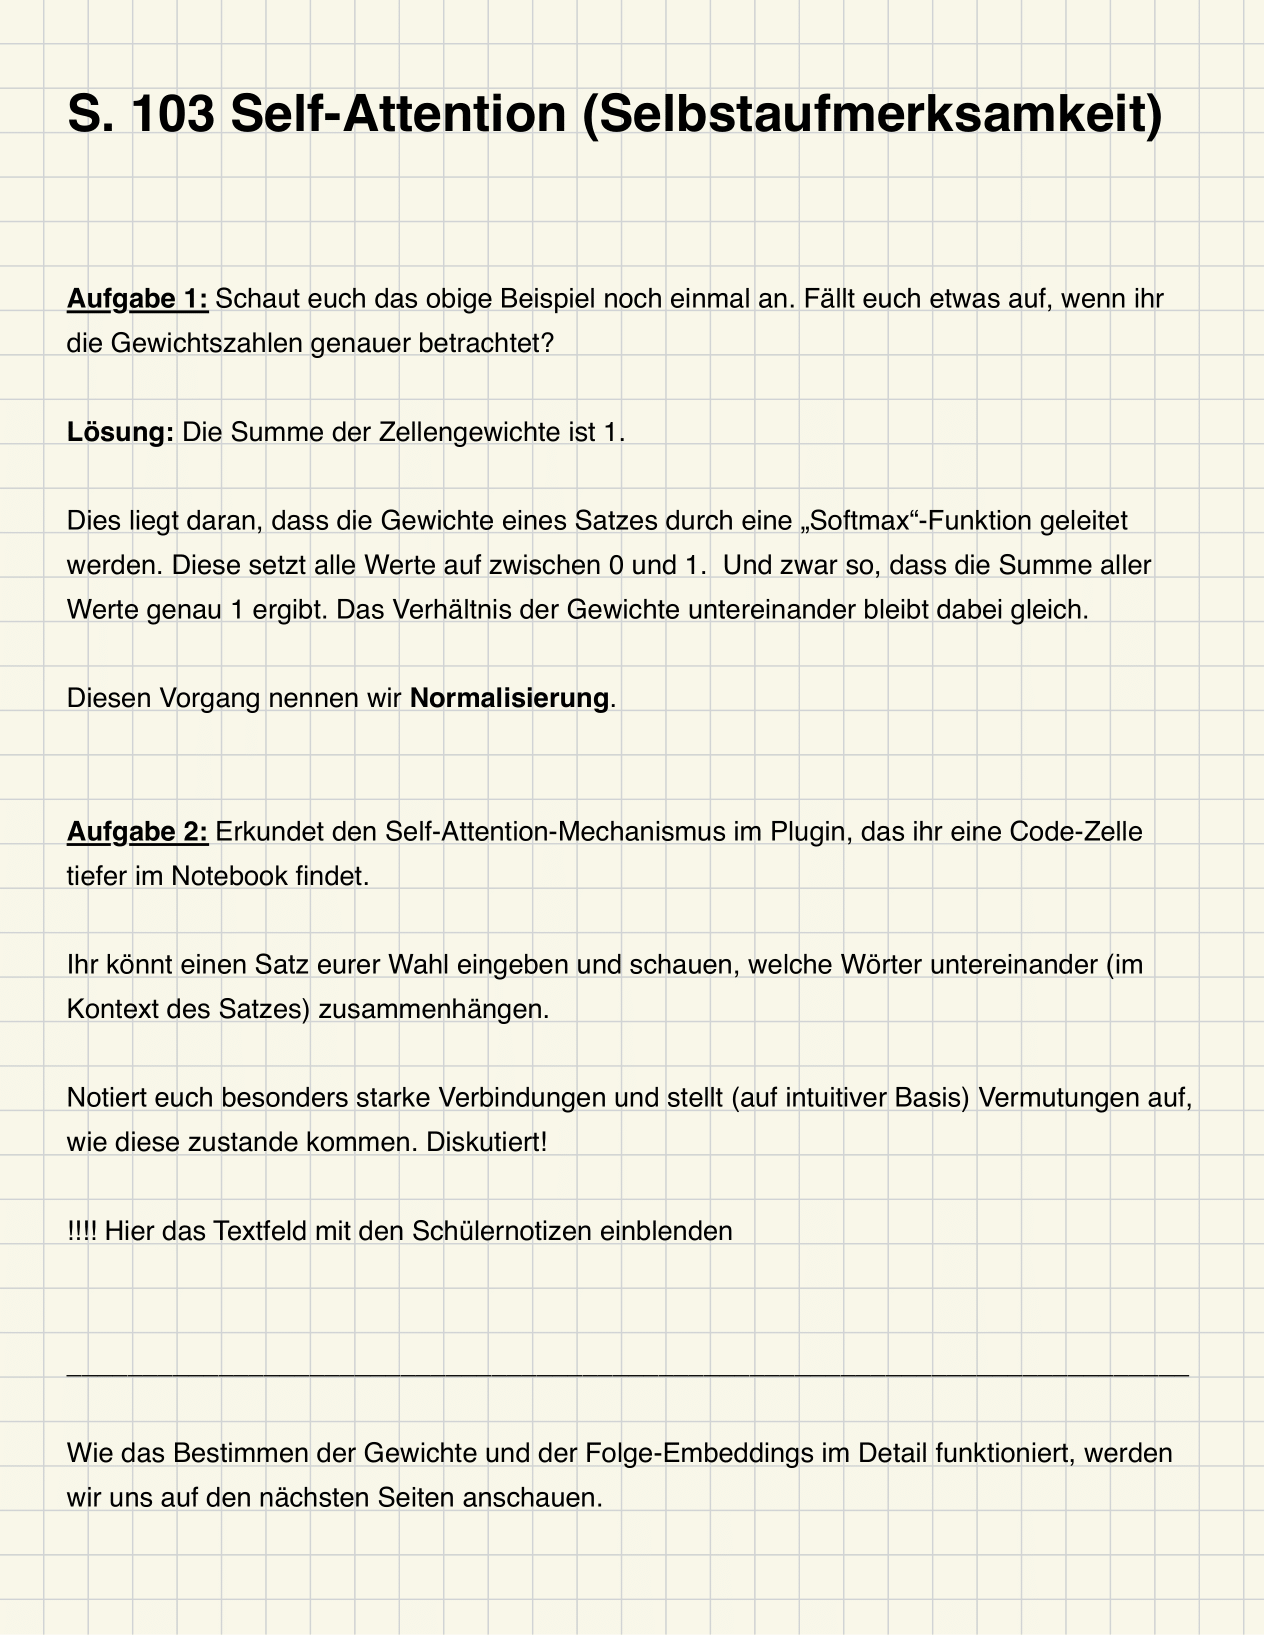 S. 103 Self-Attention (Selbstaufmerksamkeit)
Aufgabe 1: Schaut euch das obige Beispiel noch einmal an. Fällt euch etwas auf, wenn ihr
die Gewichtszahlen genauer betrachtet?
Lösung: Die Summe der Zellengewichte ist 1.
Dies liegt daran, dass die Gewichte eines Satzes durch eine „Softmax“-Funktion geleitet
werden. Diese setzt alle Werte auf zwischen 0 und 1.  Und zwar so, dass die Summe aller
Werte genau 1 ergibt. Das Verhältnis der Gewichte untereinander bleibt dabei gleich.
Diesen Vorgang nennen wir Normalisierung.
Aufgabe 2: Erkundet den Self-Attention-Mechanismus im Plugin, das ihr eine Code-Zelle
tiefer im Notebook findet.
Ihr könnt einen Satz eurer Wahl eingeben und schauen, welche Wörter untereinander (im
Kontext des Satzes) zusammenhängen.
Notiert euch besonders starke Verbindungen und stellt (auf intuitiver Basis) Vermutungen auf,
wie diese zustande kommen. Diskutiert!
!!!! Hier das Textfeld mit den Schülernotizen einblenden
Wie das Bestimmen der Gewichte und der Folge-Embeddings im Detail funktioniert, werden
wir uns auf den nächsten Seiten anschauen.